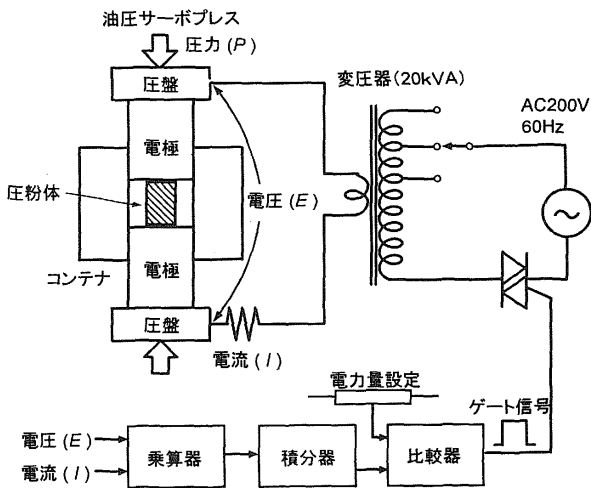 油圧サーボプレス
圧力(P)
圧盤
変圧器(20kVA)
AC200V
60Hz
電極
圧粉体
電圧(E)
コンテナ
電極
圧盤
電流(I)
電力量設定
ゲート信号
電圧(E)
電流(I)
乗算器
積分器
比較器